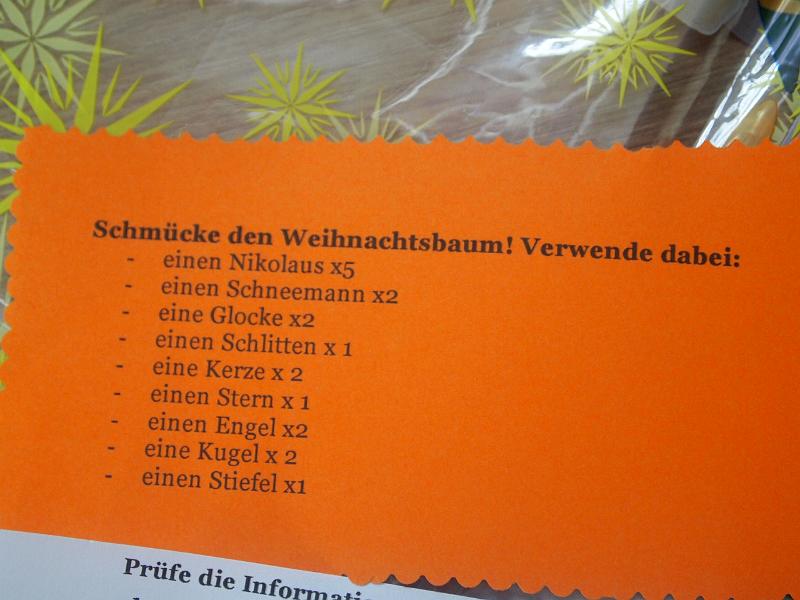 Schmücke den Weihnachtsbaum! Verwende dabei:
- einen Nikolaus x5
- einen Schneemann x2
- eine Glocke x2
- einen Schlitten x 1
- eine Kerze x 2
- einen Stern x 1
- einen Engel x2
- eine Kugel x 2
- einen Stiefel x1
Prüfe die